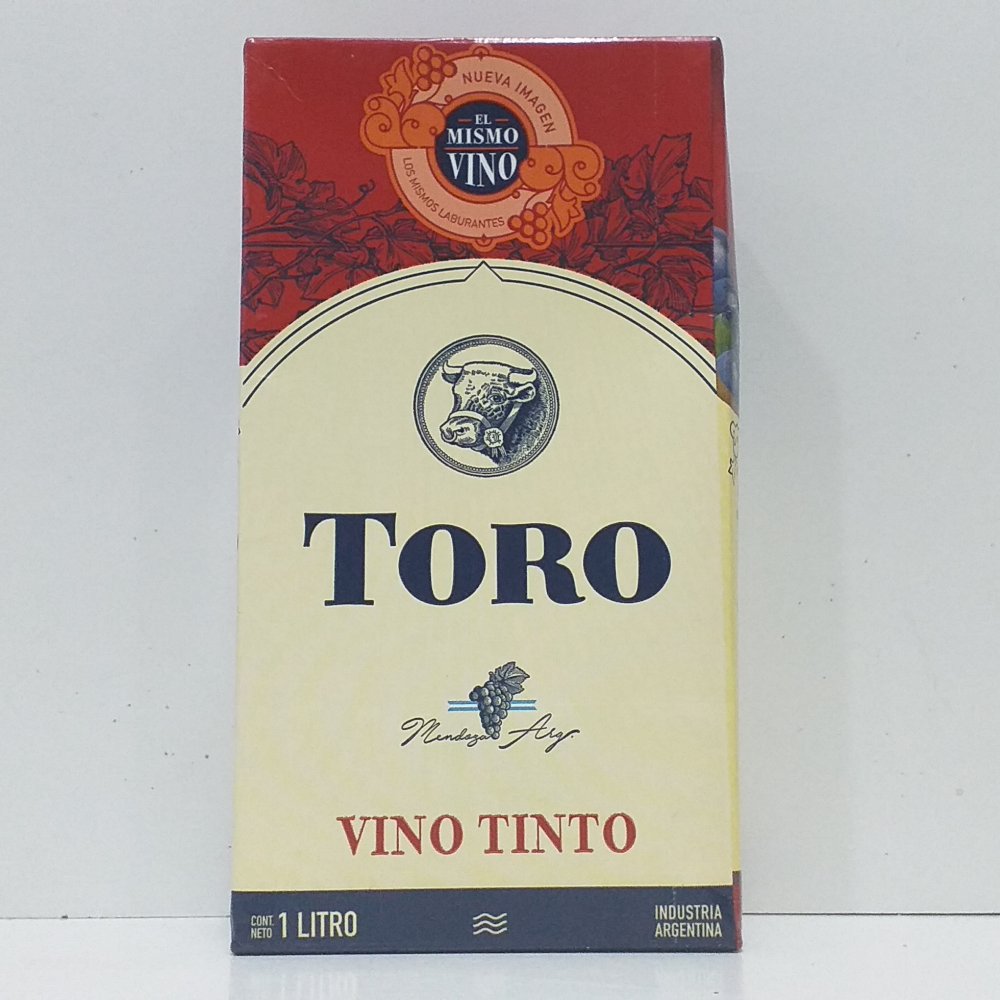 NUEVA IMAGEN
EL
MISMO
VINO
LOS MISMOS LABURANTES
TORO
Mendoza Arg.
VINO TINTO
CONT. NETO 1 LITRO
INDUSTRIA
ARGENTINA